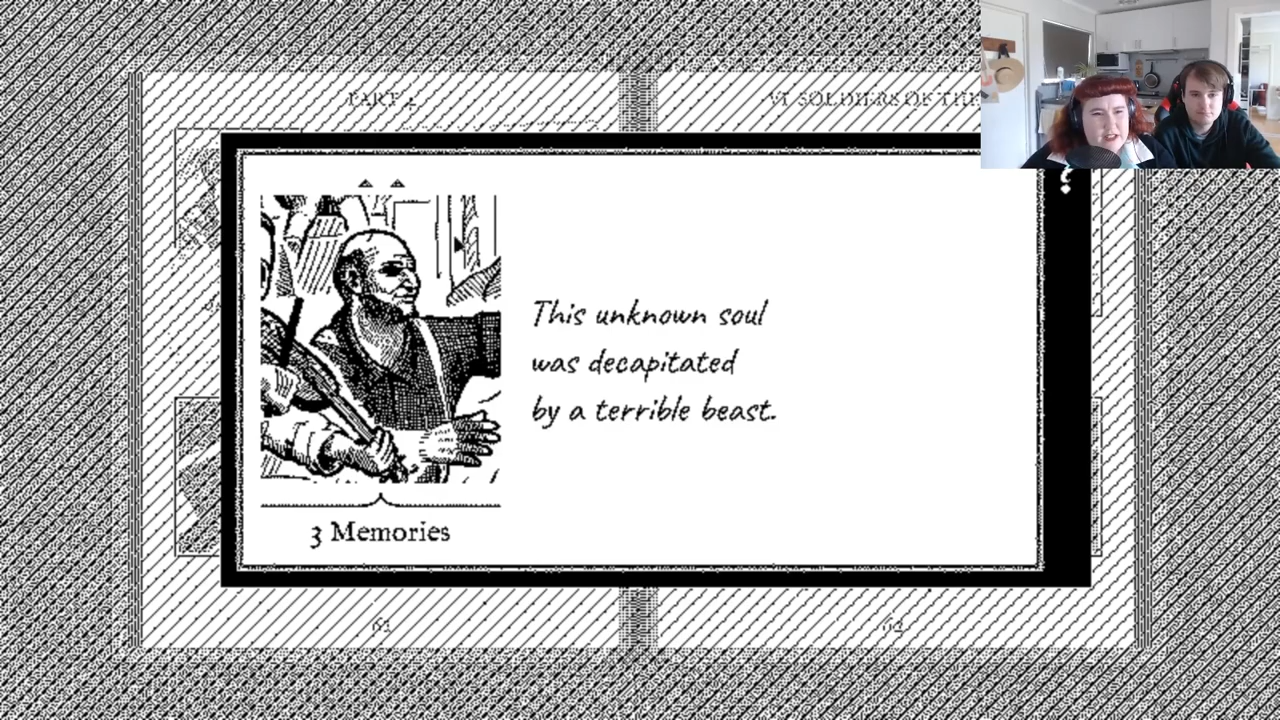 PART 4
VI SOLDIERS OF THE
?
This unknown soul
was decapitated
by a terrible beast.
3 Memories
61
62